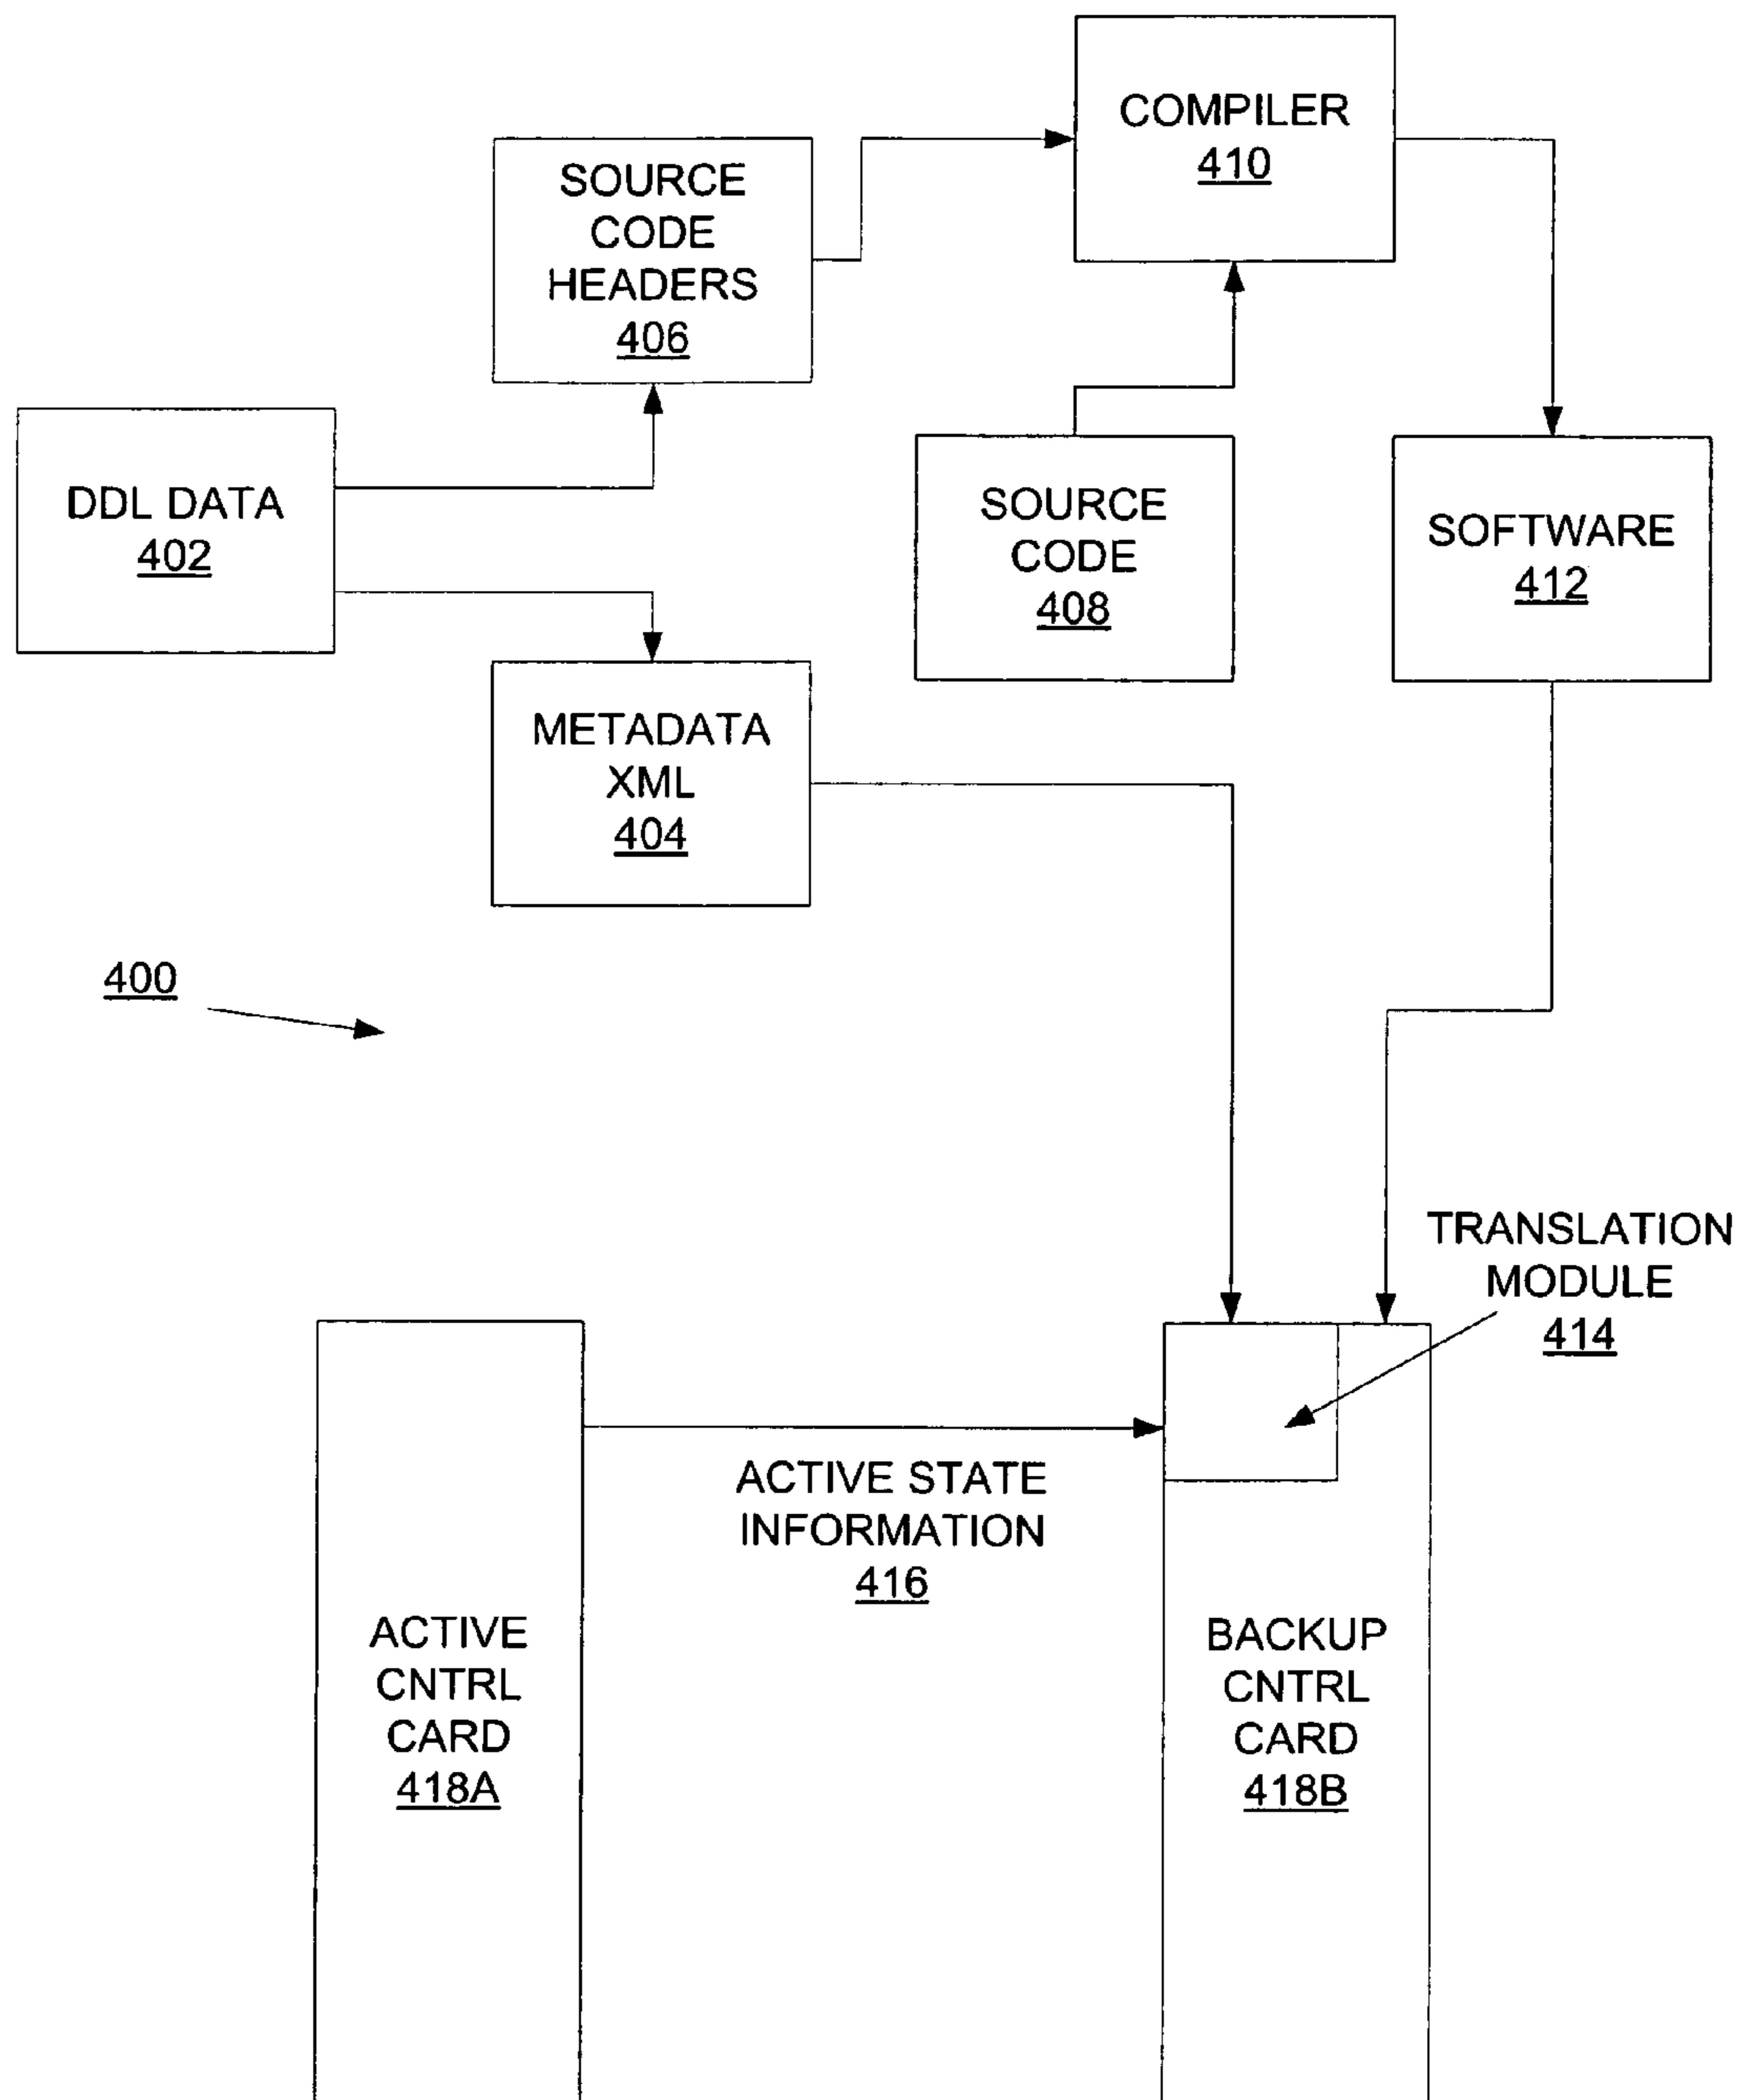 COMPILER
410
SOURCE
CODE
HEADERS
406
DDL DATA
402
SOURCE
CODE
408
SOFTWARE
412
METADATA
XML
404
400
TRANSLATION
MODULE
414
ACTIVE STATE
INFORMATION
416
ACTIVE
CNTRL
CARD
418A
BACKUP
CNTRL
CARD
418B